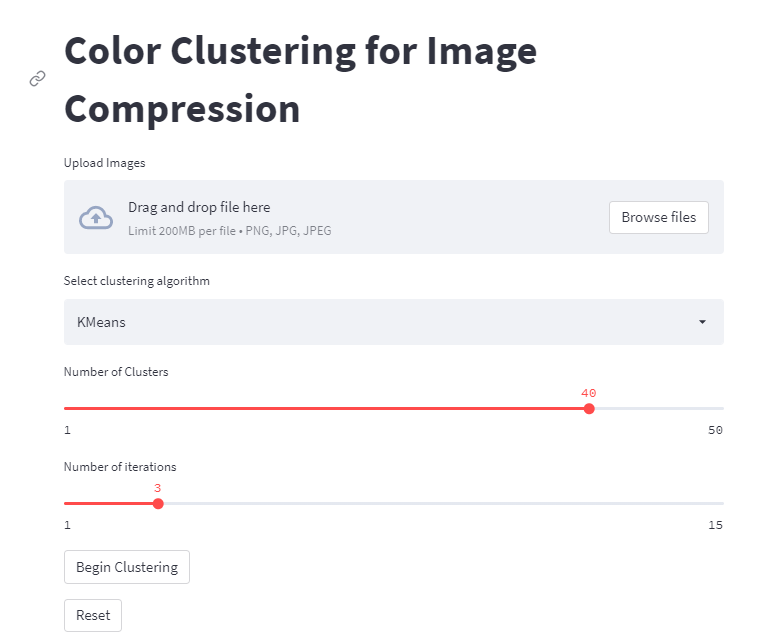 Color Clustering for Image
Compression
Upload Images
Drag and drop file here
Limit 200MB per file • PNG, JPG, JPEG
Browse files
Select clustering algorithm
KMeans
Number of Clusters
40
1
50
Number of iterations
3
1
15
Begin Clustering
Reset